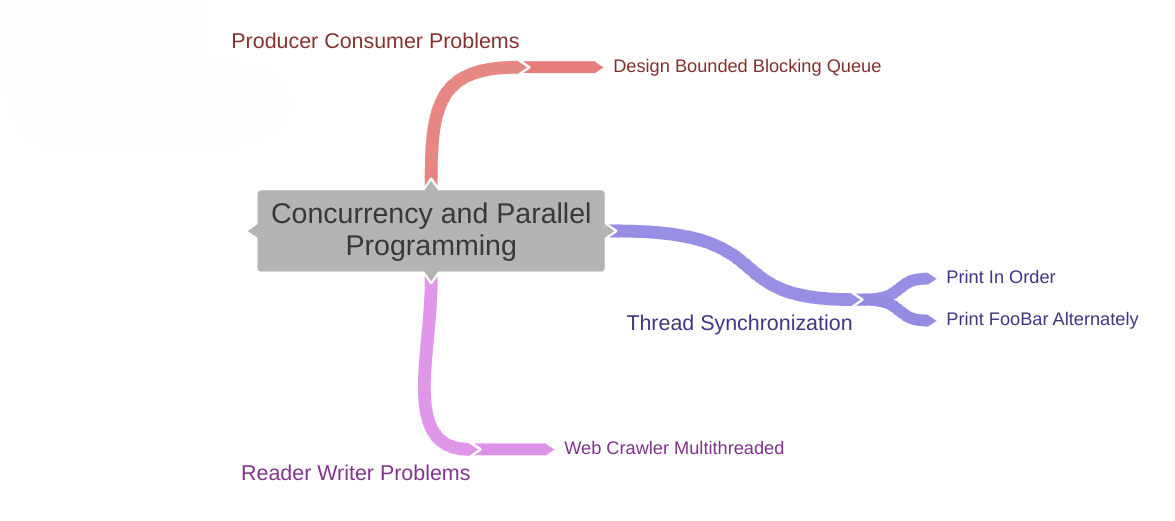 Producer Consumer Problems
Design Bounded Blocking Queue
Concurrency and Parallel
Programming
Print In Order
Thread Synchronization
Print FooBar Alternately
Web Crawler Multithreaded
Reader Writer Problems